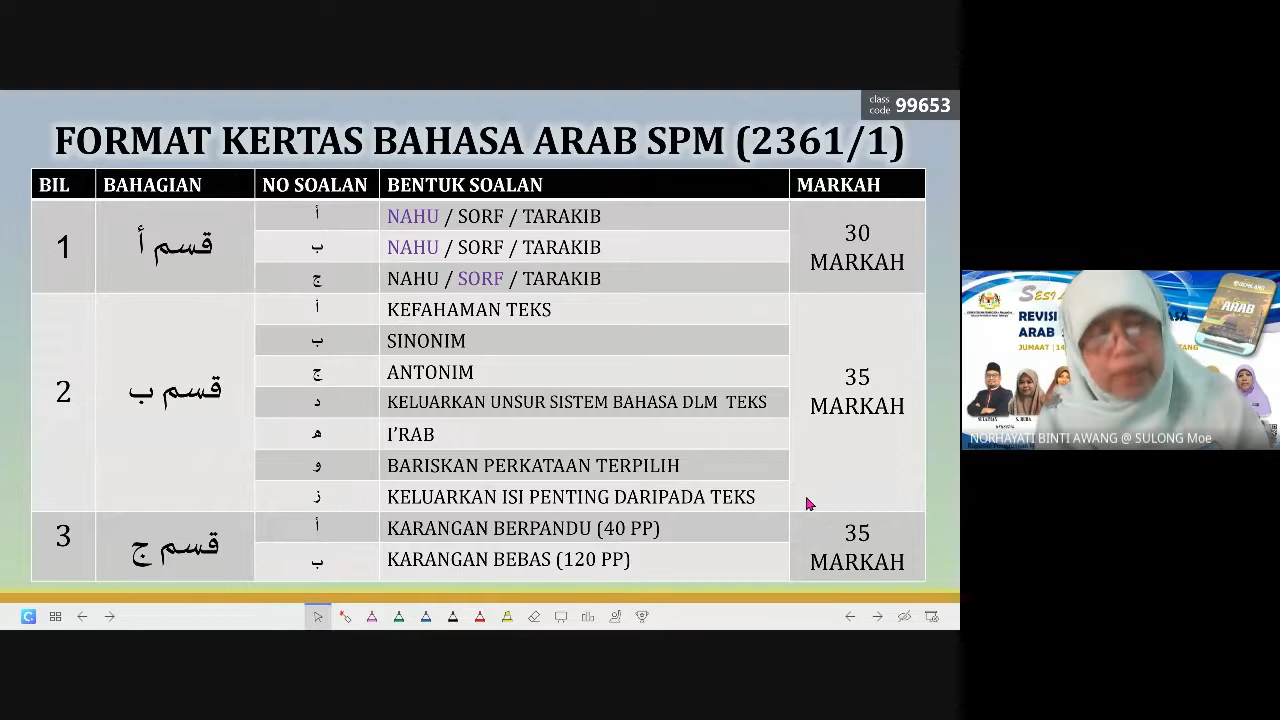 class code 99653
FORMAT KERTAS BAHASA ARAB SPM (2361/1)
BIL BAHAGIAN NO SOALAN BENTUK SOALAN MARKAH
1 قسم أ
أ NAHU / SORF / TARAKIB
ب NAHU / SORF / TARAKIB
ج NAHU / SORF / TARAKIB
30
MARKAH
2 قسم ب
أ KEFAHAMAN TEKS
ب SINONIM
ج ANTONIM
د KELUARKAN UNSUR SISTEM BAHASA DLM TEKS
ه I’RAB
و BARISKAN PERKATAAN TERPILIH
ز KELUARKAN ISI PENTING DARIPADA TEKS
35
MARKAH
3 قسم ج
أ KARANGAN BERPANDU (40 PP)
ب KARANGAN BEBAS (120 PP)
35
MARKAH
REVISI
ARAB
JUMAAT
ARAB
NORHAYATI BINTI AWANG @ SULONG Moe